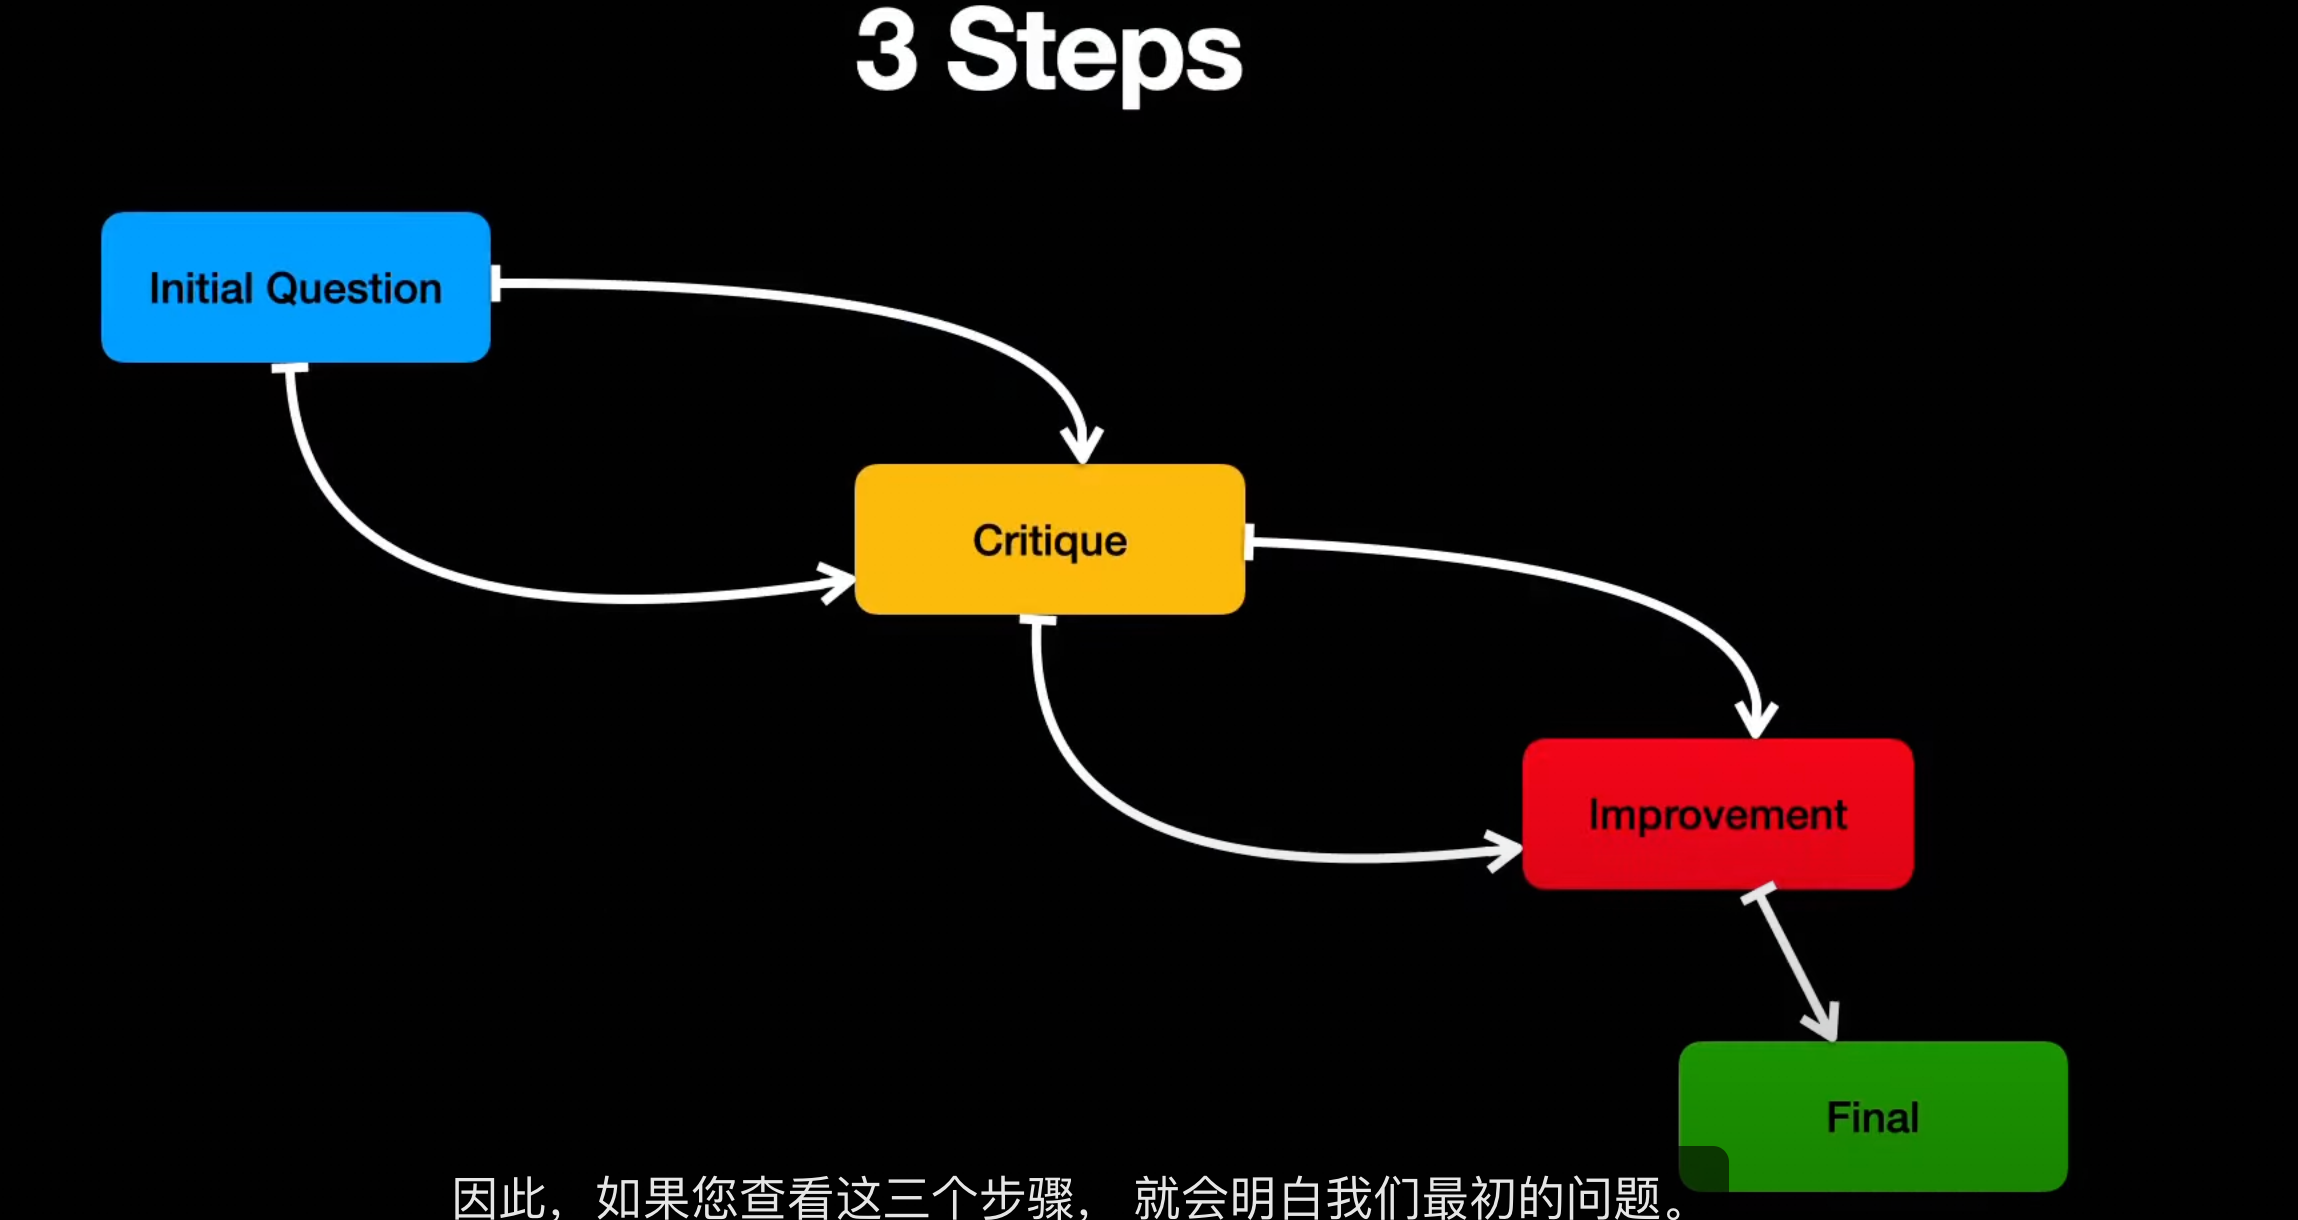 3 Steps
Initial Question
Critique
Improvement
Final
因此，如果您查看这三个步骤， 就会明白我们最初的问题。